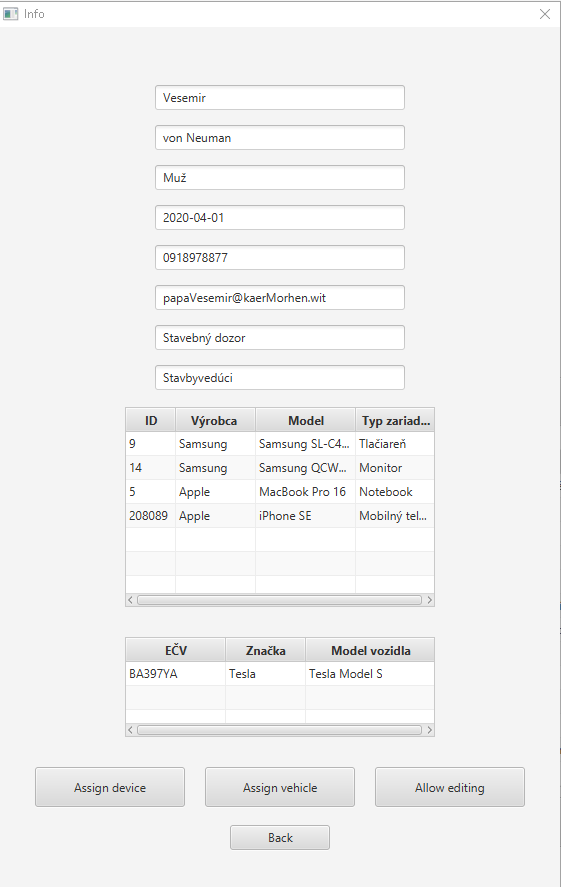 Info
Vesemir
von Neuman
Muž
2020-04-01
0918978877
papaVesemir@kaerMorhen.wit
Stavebný dozor
Stavbyvedúci
ID Výrobca Model Typ zariad...
9 Samsung Samsung SL-C4... Tlačiareň
14 Samsung Samsung QCW... Monitor
5 Apple MacBook Pro 16 Notebook
208089 Apple iPhone SE Mobilný tel...
EČV Značka Model vozidla
BA397YA Tesla Tesla Model S
Assign device Assign vehicle Allow editing
Back